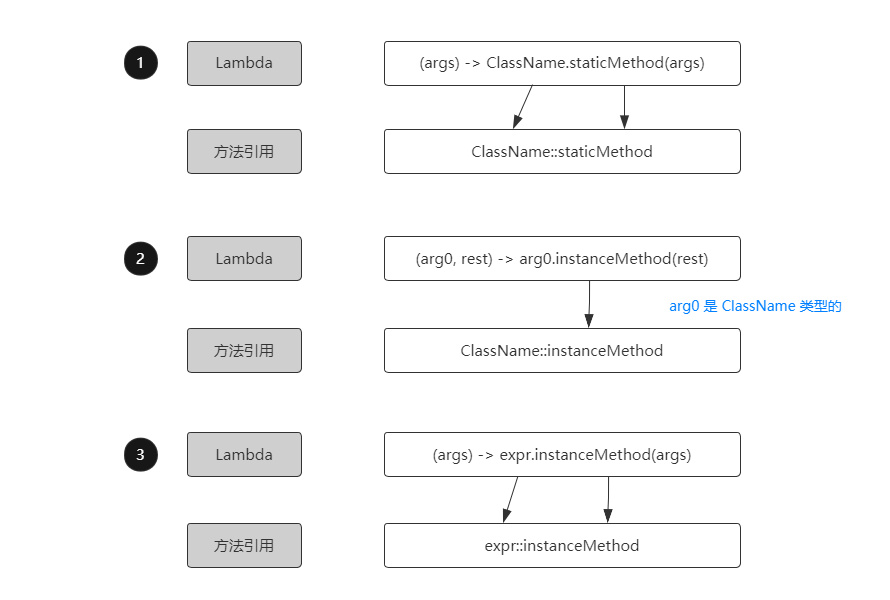 1 Lambda (args) -> ClassName.staticMethod(args)
方法引用 ClassName::staticMethod
2 Lambda (arg0, rest) -> arg0.instanceMethod(rest)
arg0 是 ClassName 类型的
方法引用 ClassName::instanceMethod
3 Lambda (args) -> expr.instanceMethod(args)
方法引用 expr::instanceMethod